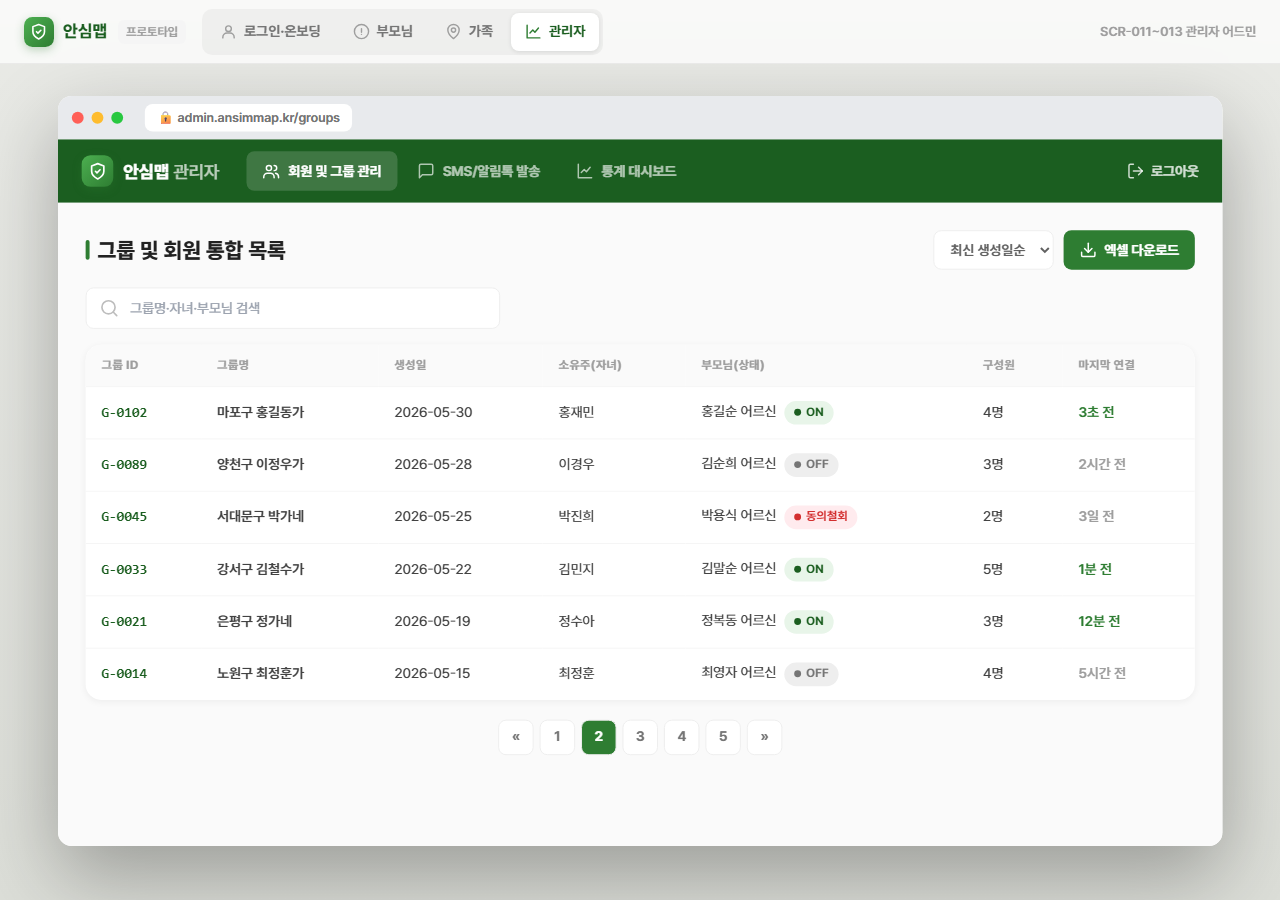 안심맵 프로토타입 로그인·온보딩 부모님 가족 관리자 SCR-011~013 관리자 어드민
admin.ansimmap.kr/groups
안심맵 관리자 회원 및 그룹 관리 SMS/알림톡 발송 통계 대시보드 로그아웃
그룹 및 회원 통합 목록 최신 생성일순 엑셀 다운로드
그룹명·자녀·부모님 검색
그룹 ID 그룹명 생성일 소유주(자녀) 부모님(상태) 구성원 마지막 연결
G-0102 마포구 홍길동가 2026-05-30 홍재민 홍길순 어르신 ON 4명 3초 전
G-0089 양천구 이정우가 2026-05-28 이경우 김순희 어르신 OFF 3명 2시간 전
G-0045 서대문구 박가네 2026-05-25 박진희 박용식 어르신 동의철회 2명 3일 전
G-0033 강서구 김철수가 2026-05-22 김민지 김말순 어르신 ON 5명 1분 전
G-0021 은평구 정가네 2026-05-19 정수아 정복동 어르신 ON 3명 12분 전
G-0014 노원구 최정훈가 2026-05-15 최정훈 최영자 어르신 OFF 4명 5시간 전
« 1 2 3 4 5 »